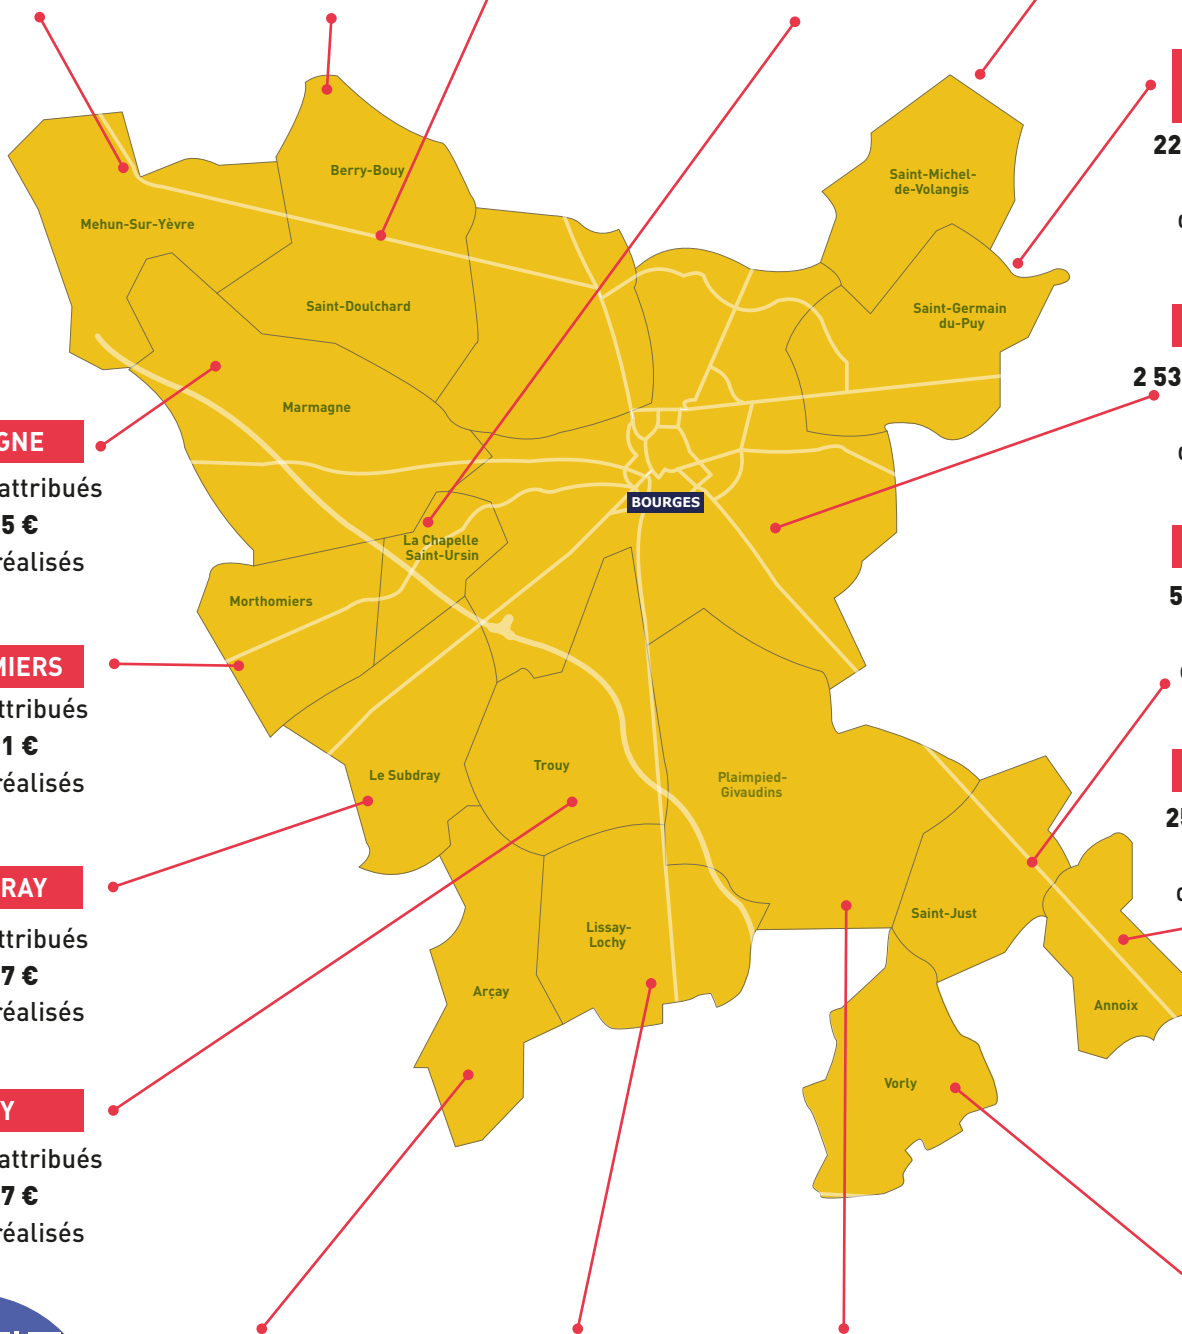 Berry-Bouy
Saint-Michel-
de-Volangis
Mehun-Sur-Yèvre
Saint-Doulchard
Saint-Germain
du-Puy
Marmagne
BOURGES
La Chapelle
Saint-Ursin
Morthomiers
Le Subdray
Trouy
Plaimpied-
Givaudins
Lissay-
Lochy
Saint-Just
Arçay
Annoix
Vorly
GNE
attribués
5 €
réalisés
MIERS
ttribués
1 €
réalisés
RAY
ttribués
7 €
réalisés
Y
attribués
7 €
réalisés
22
2 53
5
25